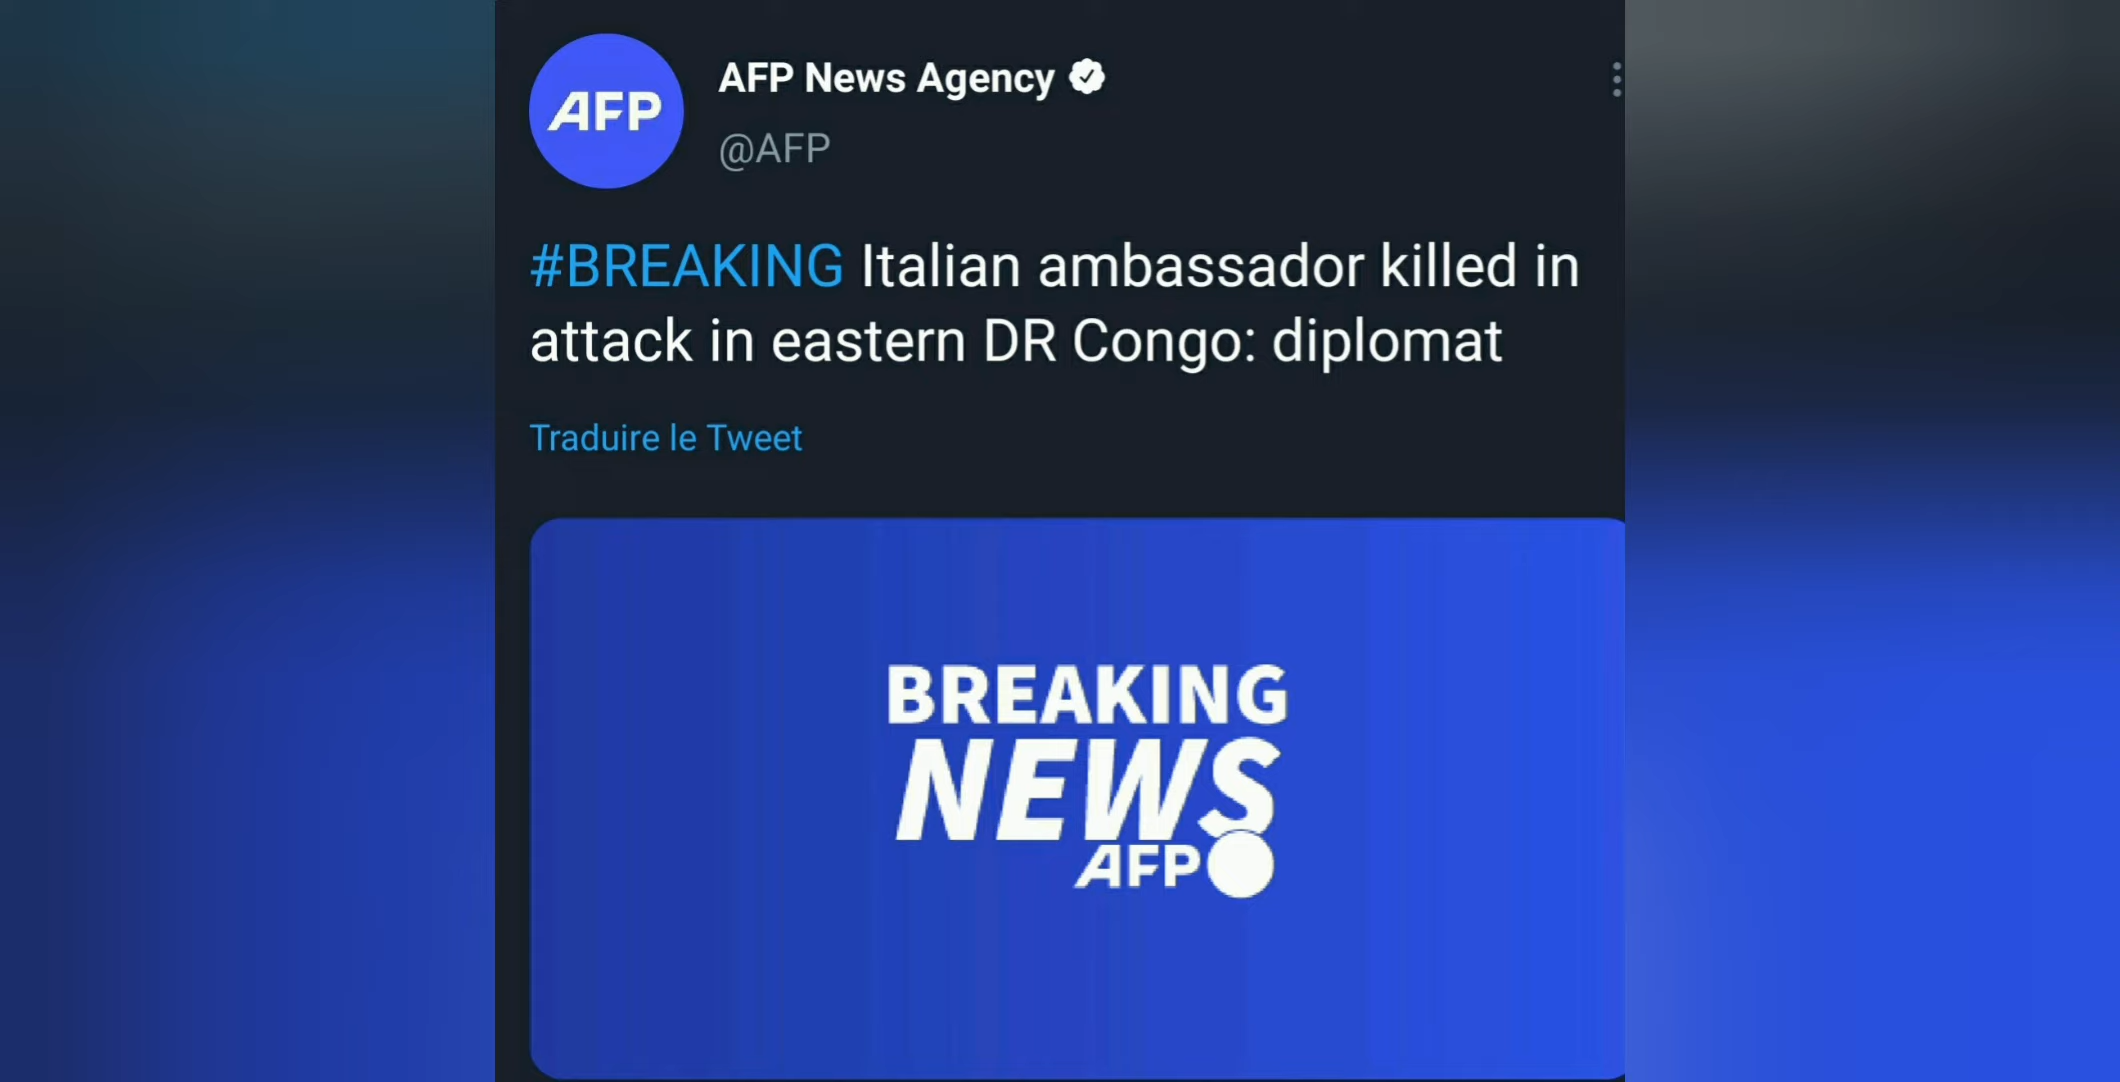 AFP
AFP News Agency
@AFP
#BREAKING Italian ambassador killed in
attack in eastern DR Congo: diplomat
Traduire le Tweet
BREAKING
NEWS
AFP